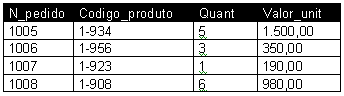 N_pedido Codigo_produto Quant Valor_unit
1005 1-934 5 1.500,00
1006 1-956 3 350,00
1007 1-923 1 190,00
1008 1-908 6 980,00